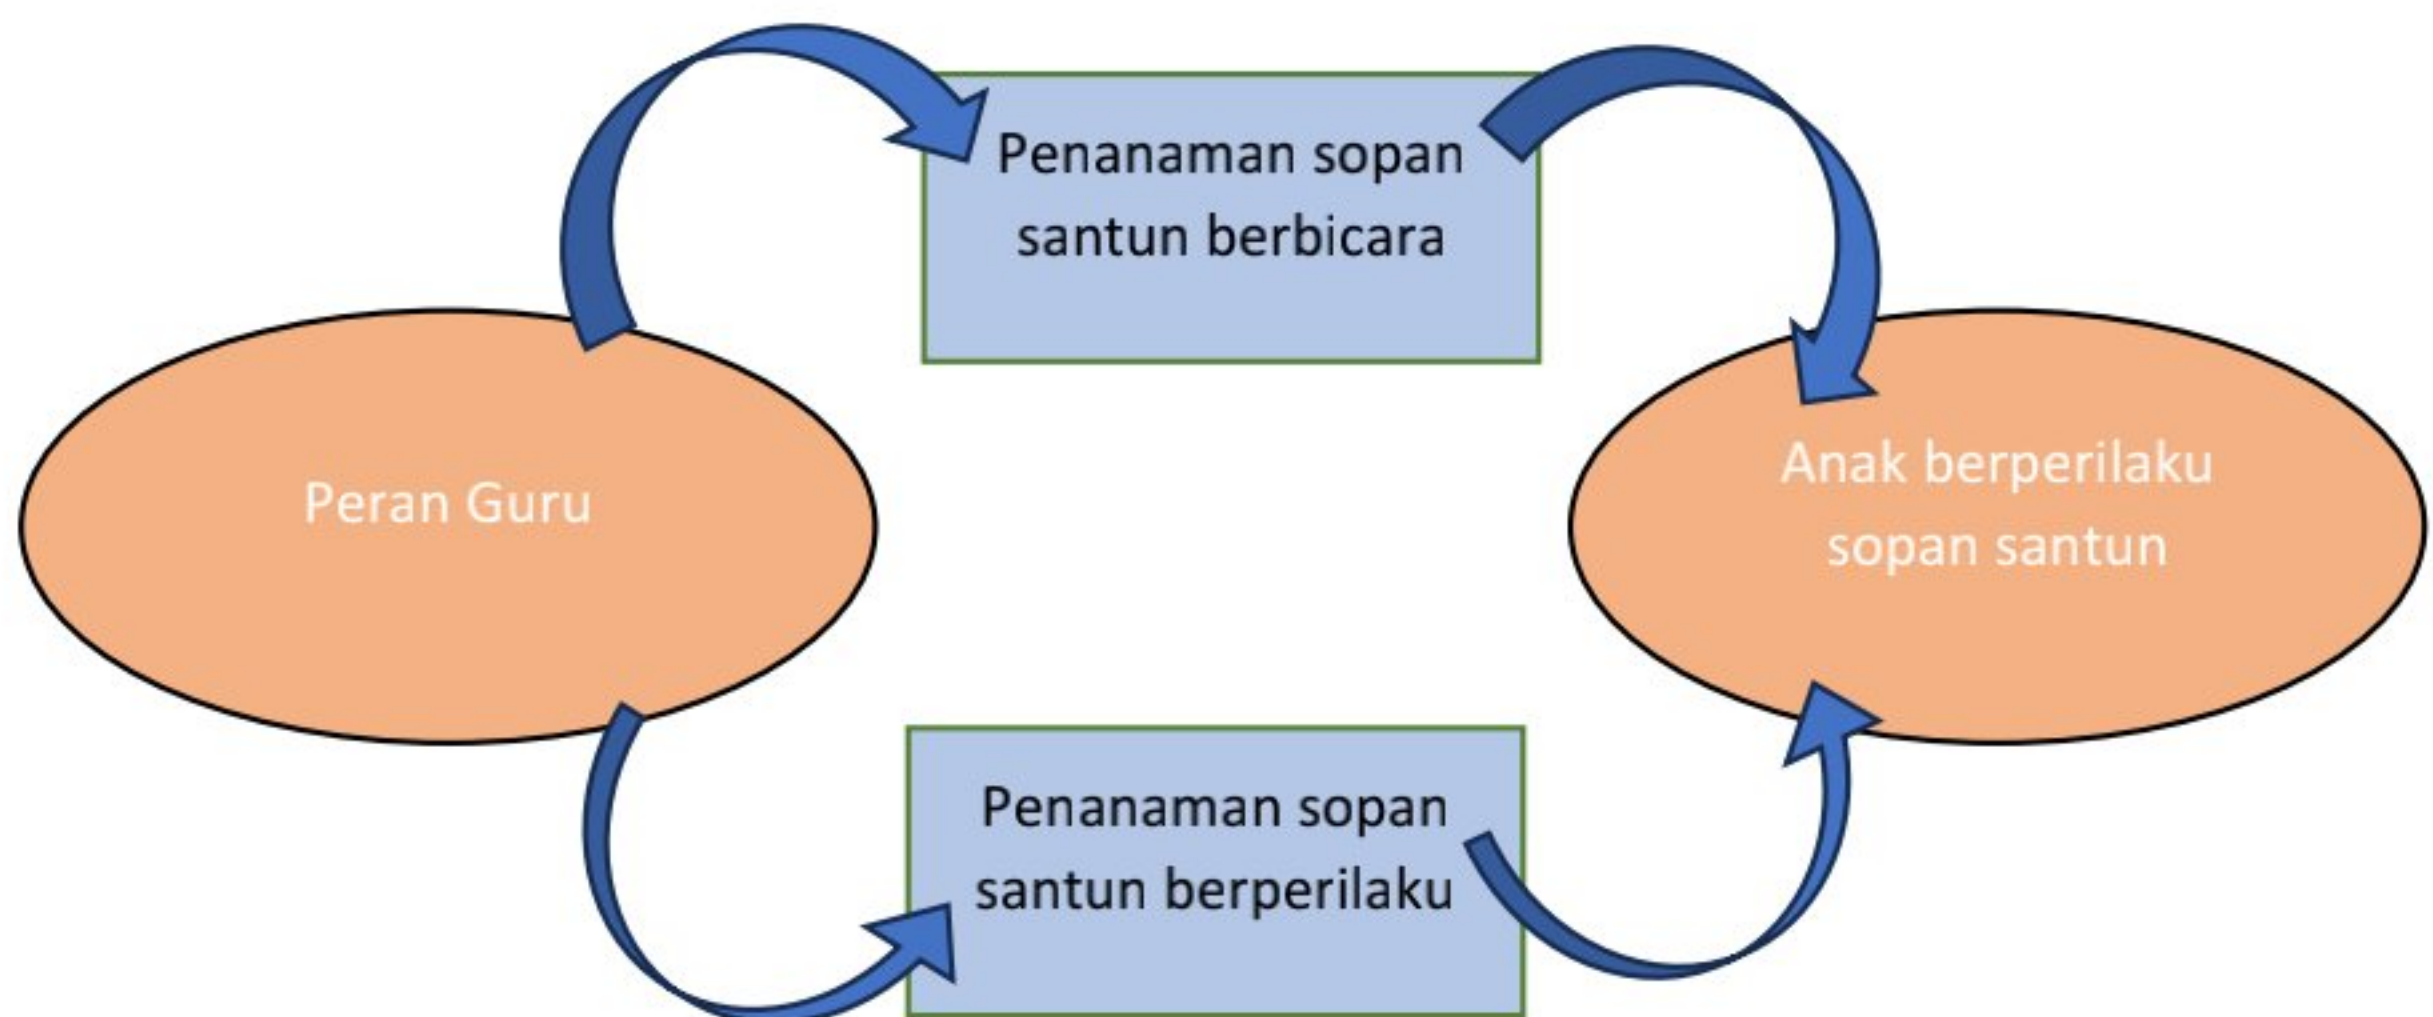 Penanaman sopan
santun berbicara
Peran Guru
Anak berperilaku
sopan santun
Penanaman sopan
santun berperilaku